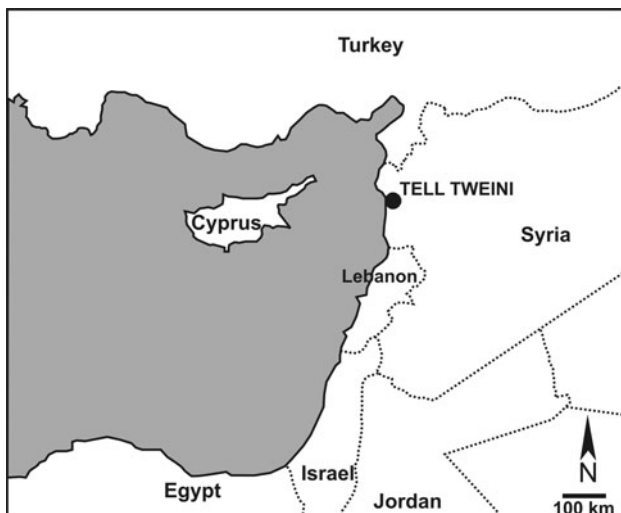 Turkey
TELL TWEINI
Cyprus
Syria
Lebanon
Israel
Egypt
Jordan
N
100 km